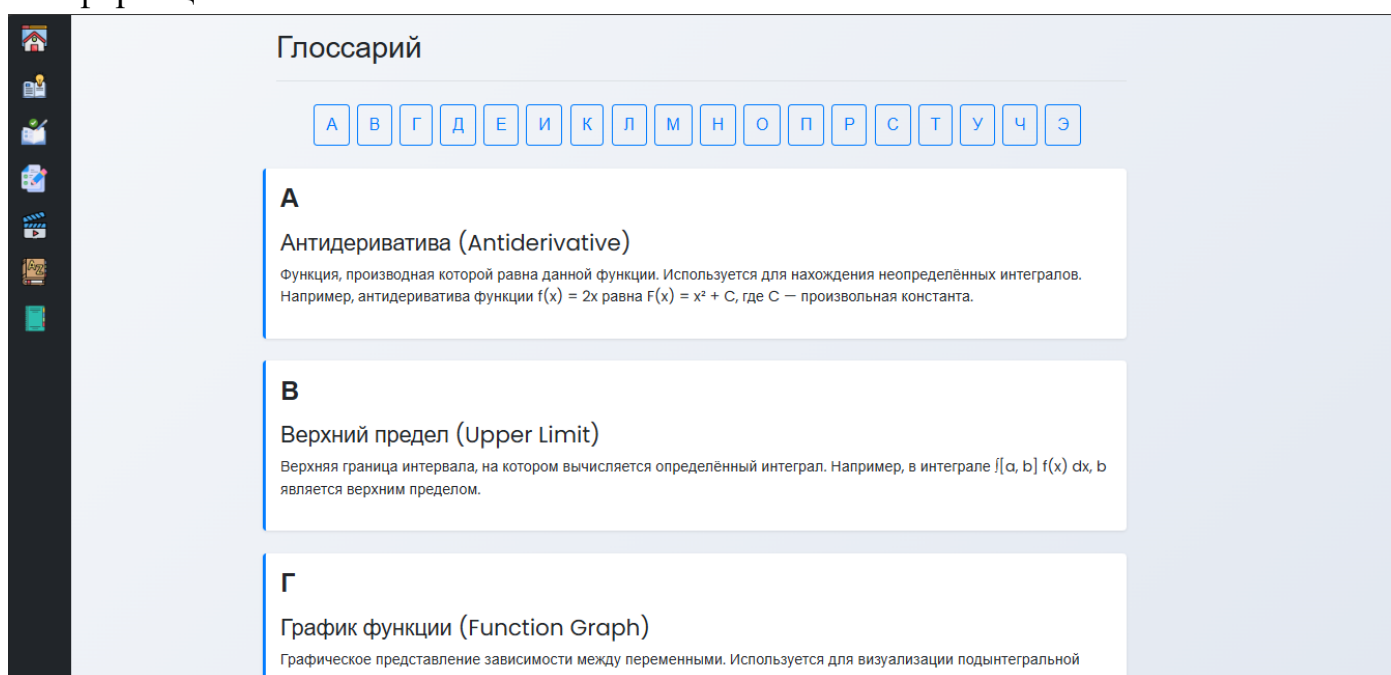 Глоссарий
А В Г Д Е И К Л М Н О П Р С Т У Ч Э
А
Антидериватива (Antiderivative)
Функция, производная которой равна данной функции. Используется для нахождения неопределённых интегралов.
Например, антидериватива функции f(x) = 2x равна F(x) = x² + C, где C — произвольная константа.
В
Верхний предел (Upper Limit)
Верхняя граница интервала, на котором вычисляется определённый интеграл. Например, в интеграле ∫[a, b] f(x) dx, b
является верхним пределом.
Г
График функции (Function Graph)
Графическое представление зависимости между переменными. Используется для визуализации подынтегральной